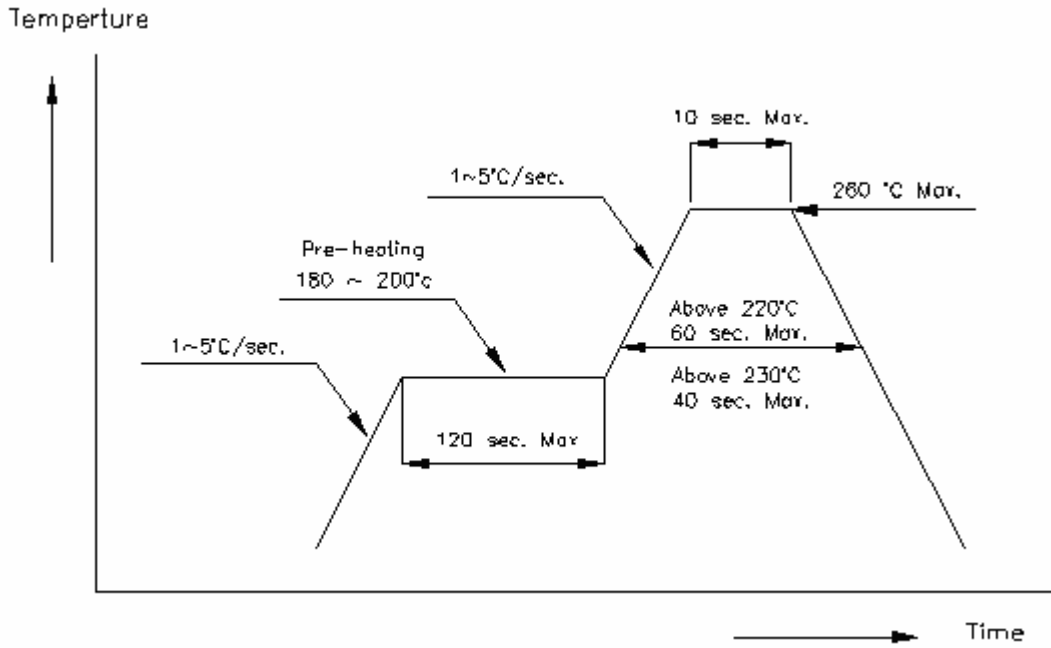 Temperture
10 sec. Max.
1~5°C/sec.
260 °C Max.
Pre-heating
180 ~ 200°c
Above 220°C
60 sec. Max.
1~5°C/sec.
Above 230°C
40 sec. Max.
120 sec. Max
Time